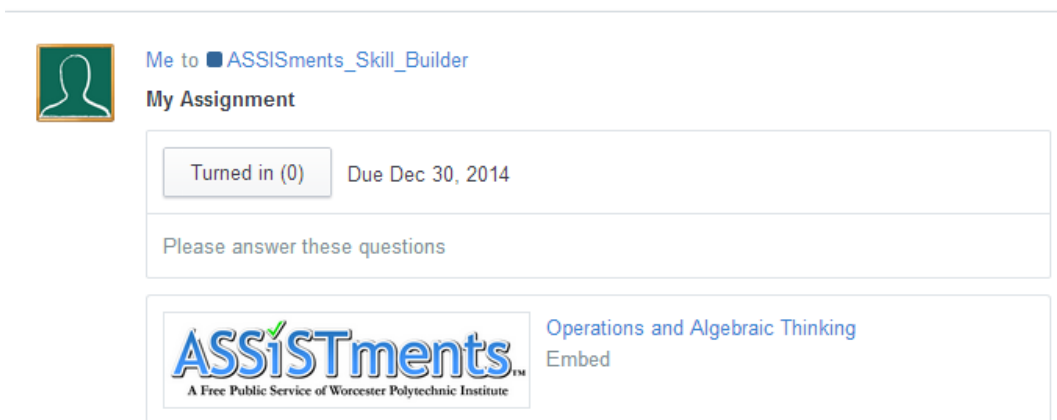 Me to ASSISments_Skill_Builder
My Assignment
Turned in (0) Due Dec 30, 2014
Please answer these questions
ASSiSTments™
A Free Public Service of Worcester Polytechnic Institute
Operations and Algebraic Thinking
Embed